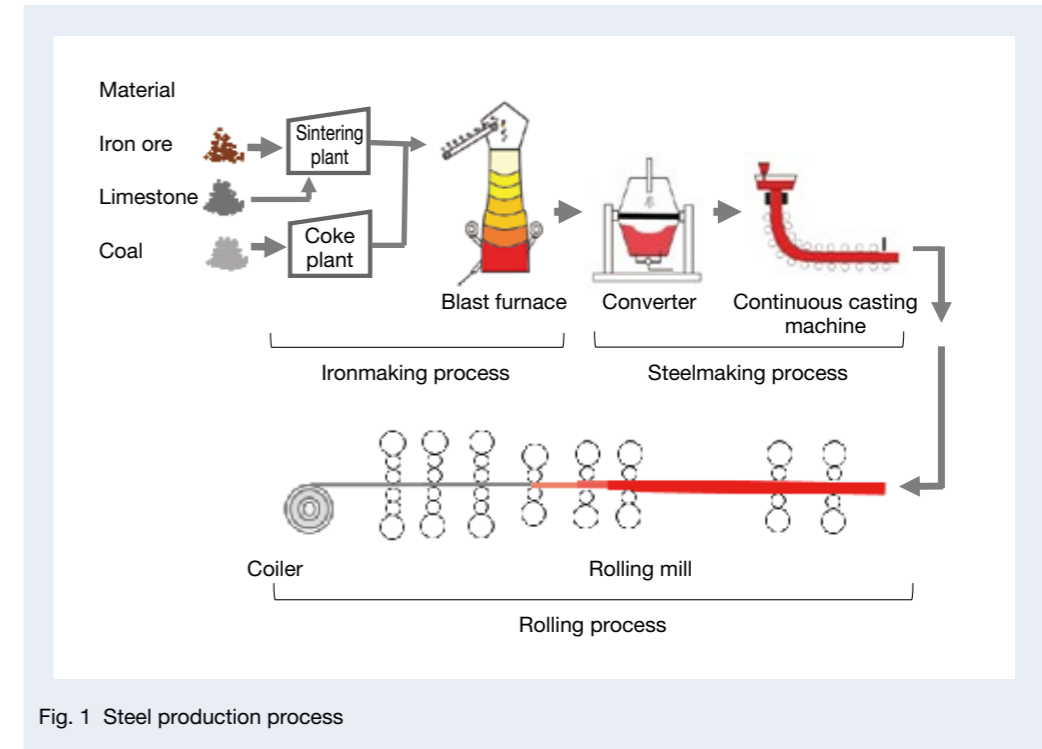 Material
Iron ore
Sintering
plant
Limestone
Coal
Coke
plant
Blast furnace
Converter
Continuous casting
machine
Ironmaking process
Steelmaking process
Coiler
Rolling mill
Rolling process
Fig. 1 Steel production process